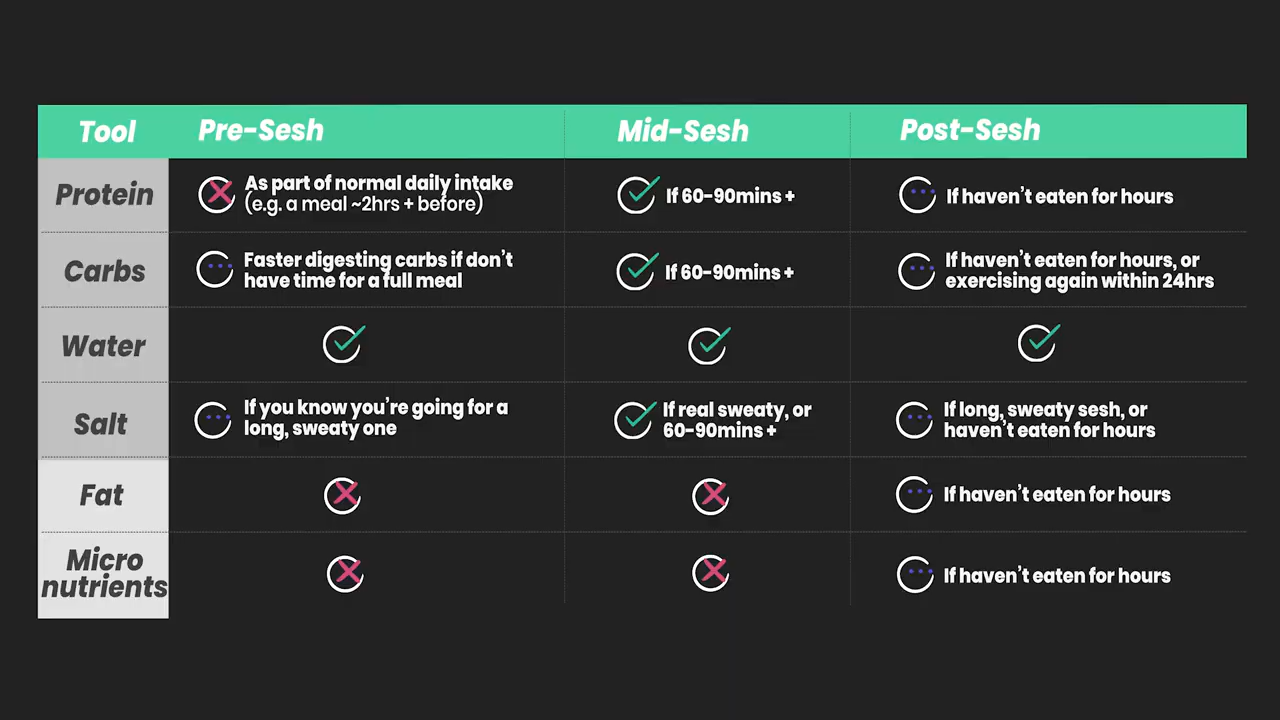 Tool
Pre-Sesh
Mid-Sesh
Post-Sesh
Protein
As part of normal daily intake
(e.g. a meal ~2hrs + before)
If 60-90mins +
If haven't eaten for hours
Carbs
Faster digesting carbs if don't
have time for a full meal
If 60-90mins +
If haven't eaten for hours, or
exercising again within 24hrs
Water
Salt
If you know you're going for a
long, sweaty one
If real sweaty, or
60-90mins +
If long, sweaty sesh, or
haven't eaten for hours
Fat
If haven't eaten for hours
Micro
nutrients
If haven't eaten for hours